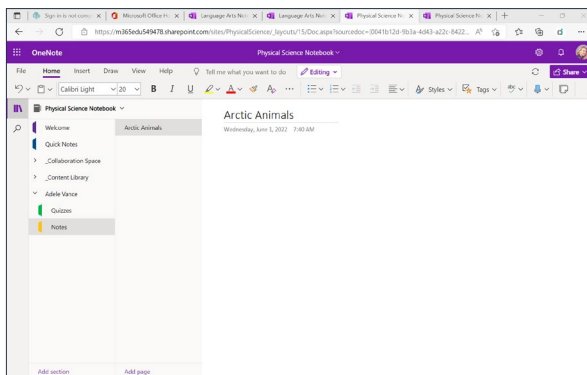 Sign in is not comp
Microsoft Office H
Language Arts Not
Language Arts Not
Physical Science N
Physical Science N
https://m365edu549478.sharepoint.com/sites/PhysicalScience/_layouts/15/Doc.aspx?sourcedoc={0041b12d-9b3a-4d43-a22c-8422...
OneNote
Physical Science Notebook
File Home Insert Draw View Help Tell me what you want to do Editing Share
Calibri Light 20 B I U A Styles Tags abc
Physical Science Notebook
Welcome
Quick Notes
_Collaboration Space
_Content Library
Adele Vance
Quizzes
Notes
Add section
Arctic Animals
Add page
Arctic Animals
Wednesday, June 1, 2022 7:40 AM